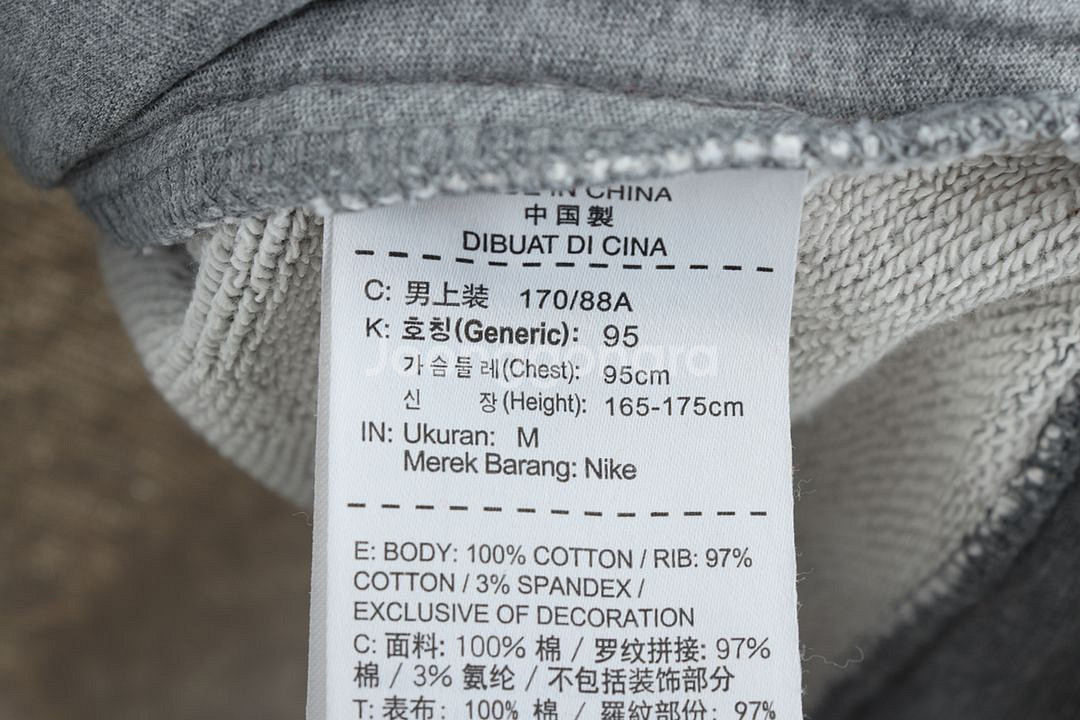 IN CHINA
中国製
DIBUAT DI CINA
C: 男上装 170/88A
K: 호칭(Generic): 95
가슴둘레(Chest): 95cm
신 장(Height): 165-175cm
IN: Ukuran: M
Merek Barang: Nike
E: BODY: 100% COTTON / RIB: 97%
COTTON / 3% SPANDEX /
EXCLUSIVE OF DECORATION
C: 面料: 100% 棉 / 罗纹拼接: 97%
棉 / 3% 氨纶 / 不包括装饰部分
T: 表布: 100% 棉 / 羅紋部份: 97%